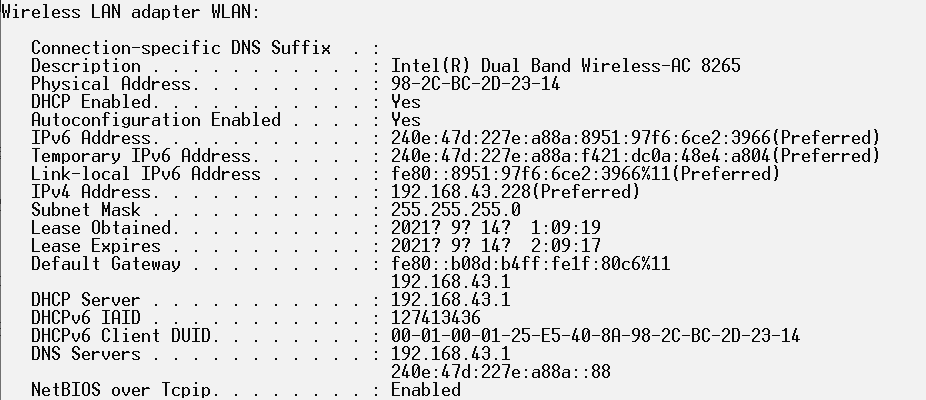 Wireless LAN adapter WLAN:
Connection-specific DNS Suffix  . :
Description . . . . . . . . . . . : Intel(R) Dual Band Wireless-AC 8265
Physical Address. . . . . . . . . : 98-2C-BC-2D-23-14
DHCP Enabled. . . . . . . . . . . : Yes
Autoconfiguration Enabled . . . . : Yes
IPv6 Address. . . . . . . . . . . : 240e:47d:227e:a88a:8951:97f6:6ce2:3966(Preferred)
Temporary IPv6 Address. . . . . . : 240e:47d:227e:a88a:f421:dc0a:48e4:a804(Preferred)
Link-local IPv6 Address . . . . . : fe80::8951:97f6:6ce2:3966%11(Preferred)
IPv4 Address. . . . . . . . . . . : 192.168.43.228(Preferred)
Subnet Mask . . . . . . . . . . . : 255.255.255.0
Lease Obtained. . . . . . . . . . : 2021? 9? 14?  1:09:19
Lease Expires . . . . . . . . . . : 2021? 9? 14?  2:09:17
Default Gateway . . . . . . . . . : fe80::b08d:b4ff:fe1f:80c6%11
192.168.43.1
DHCP Server . . . . . . . . . . . : 192.168.43.1
DHCPv6 IAID . . . . . . . . . . . : 127413436
DHCPv6 Client DUID. . . . . . . . : 00-01-00-01-25-E5-40-8A-98-2C-BC-2D-23-14
DNS Servers . . . . . . . . . . . : 192.168.43.1
240e:47d:227e:a88a::88
NetBIOS over Tcpip. . . . . . . . : Enabled